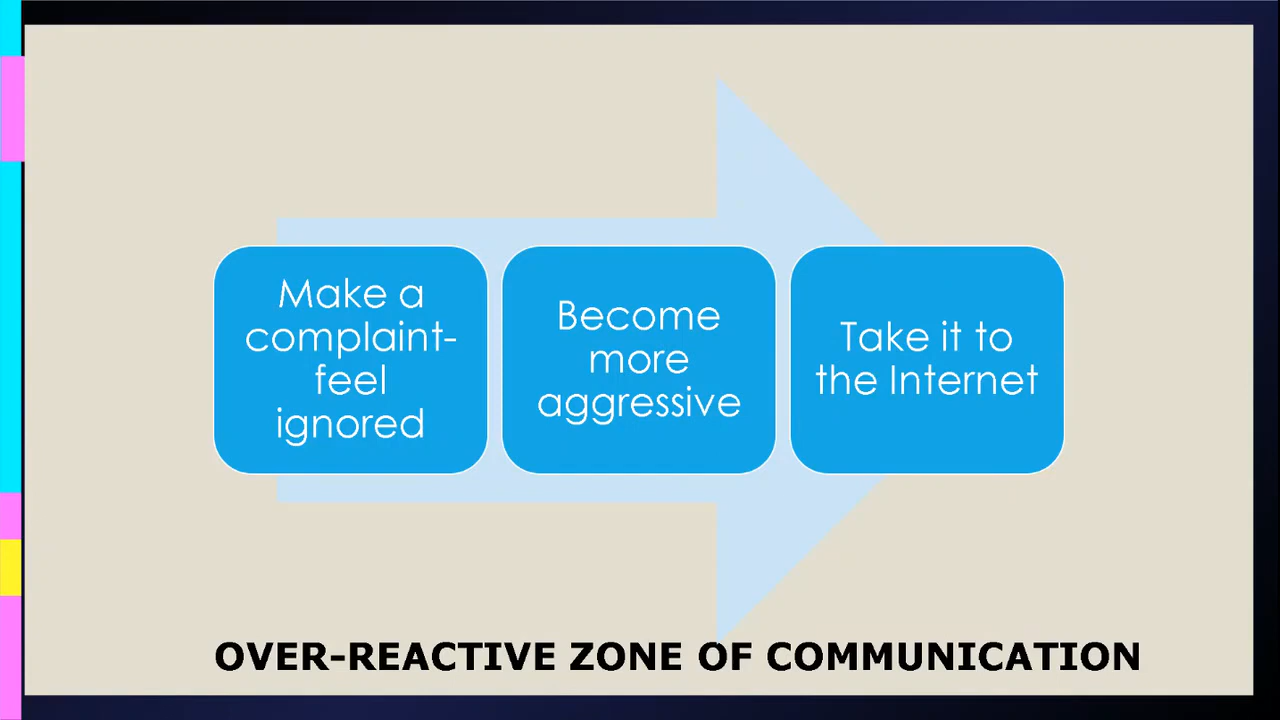 Make a
complaint-
feel
ignored
Become
more
aggressive
Take it to
the Internet
OVER-REACTIVE ZONE OF COMMUNICATION